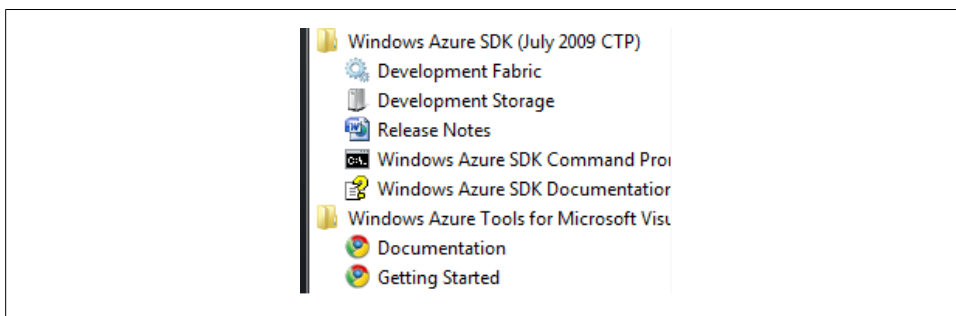 Windows Azure SDK (July 2009 CTP)
Development Fabric
Development Storage
Release Notes
Windows Azure SDK Command Pro
Windows Azure SDK Documentation
Windows Azure Tools for Microsoft Visu
Documentation
Getting Started